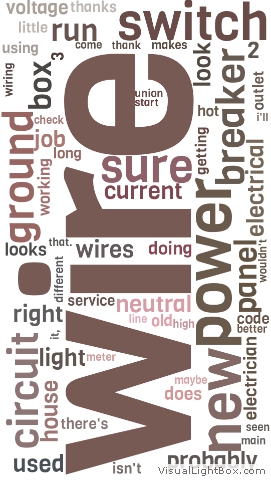 voltage thanks
little run switch
using come thank makes look
wiring box 3 union start hot breaker 2 outlet i'll
ground check job long working sure current getting electrical
wire
looks that. wires doing power panel wouldn't
different service neutral
right it, line old high code better
circuit light meter new electrician
house maybe does
there's seen main
used isn't probably
VisualLightBox.com